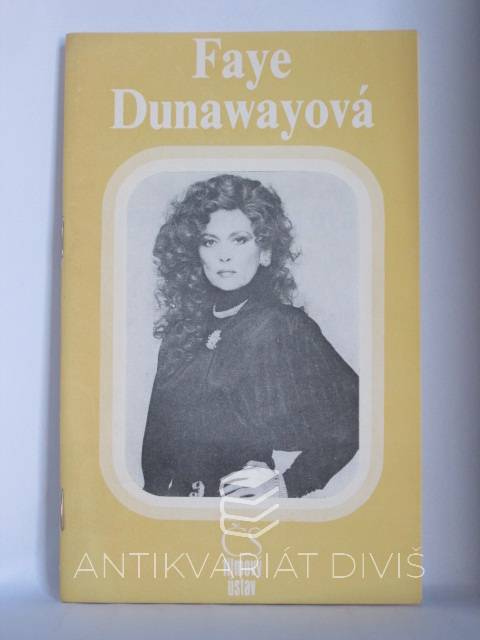 Faye
Dunawayová
ANTIKVARIÁT DIVIŠ
ústav